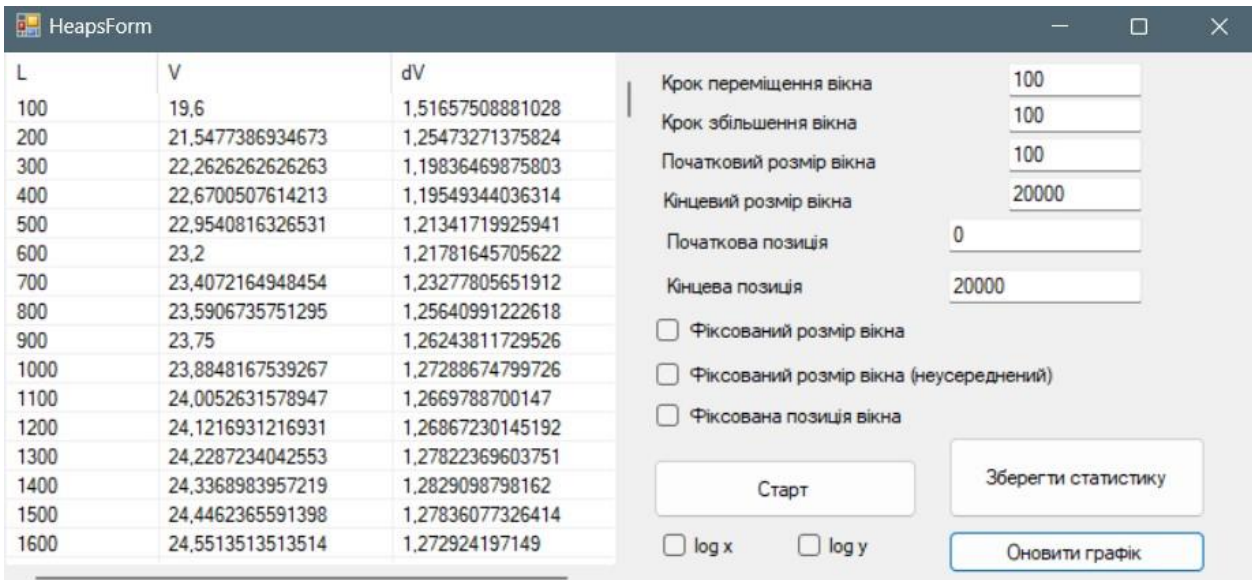 HeapsForm
L V dV
100 19,6 1,51657508881028
200 21,5477386934673 1,25473271375824
300 22,2626262626263 1,19836469875803
400 22,6700507614213 1,19549344036314
500 22,9540816326531 1,21341719925941
600 23,2 1,21781645705622
700 23,4072164948454 1,23277805651912
800 23,5906735751295 1,25640991222618
900 23,75 1,26243811729526
1000 23,8848167539267 1,27288674799726
1100 24,0052631578947 1,2669788700147
1200 24,1216931216931 1,26867230145192
1300 24,2287234042553 1,27822369603751
1400 24,3368983957219 1,2829098798162
1500 24,4462365591398 1,27836077326414
1600 24,5513513513514 1,272924197149
Крок переміщення вікна 100
Крок збільшення вікна 100
Початковий розмір вікна 100
Кінцевий розмір вікна 20000
Початкова позиція 0
Кінцева позиція 20000
Фіксований розмір вікна
Фіксований розмір вікна (неусереднений)
Фіксована позиція вікна
Старт
Зберегти статистику
log x log y
Оновити графік